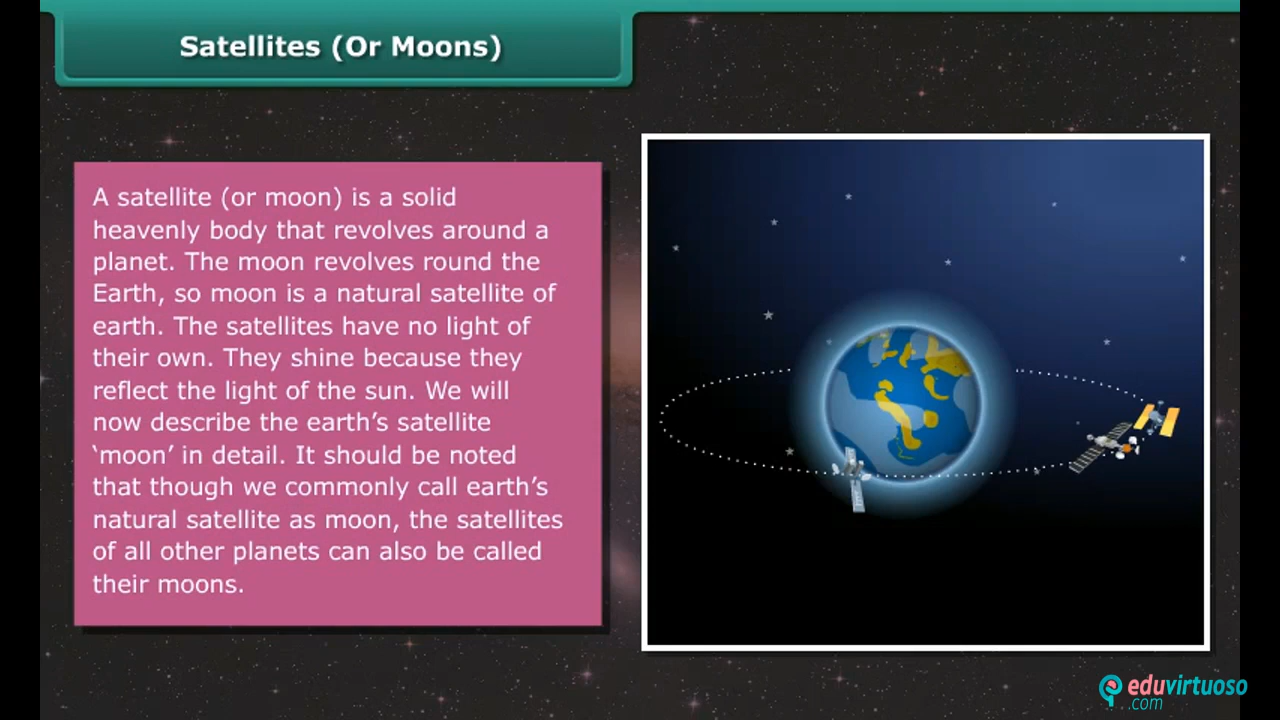 Satellites (Or Moons)
A satellite (or moon) is a solid
heavenly body that revolves around a
planet. The moon revolves round the
Earth, so moon is a natural satellite of
earth. The satellites have no light of
their own. They shine because they
reflect the light of the sun. We will
now describe the earth’s satellite
‘moon’ in detail. It should be noted
that though we commonly call earth’s
natural satellite as moon, the satellites
of all other planets can also be called
their moons.
eduvirtuoso
..com